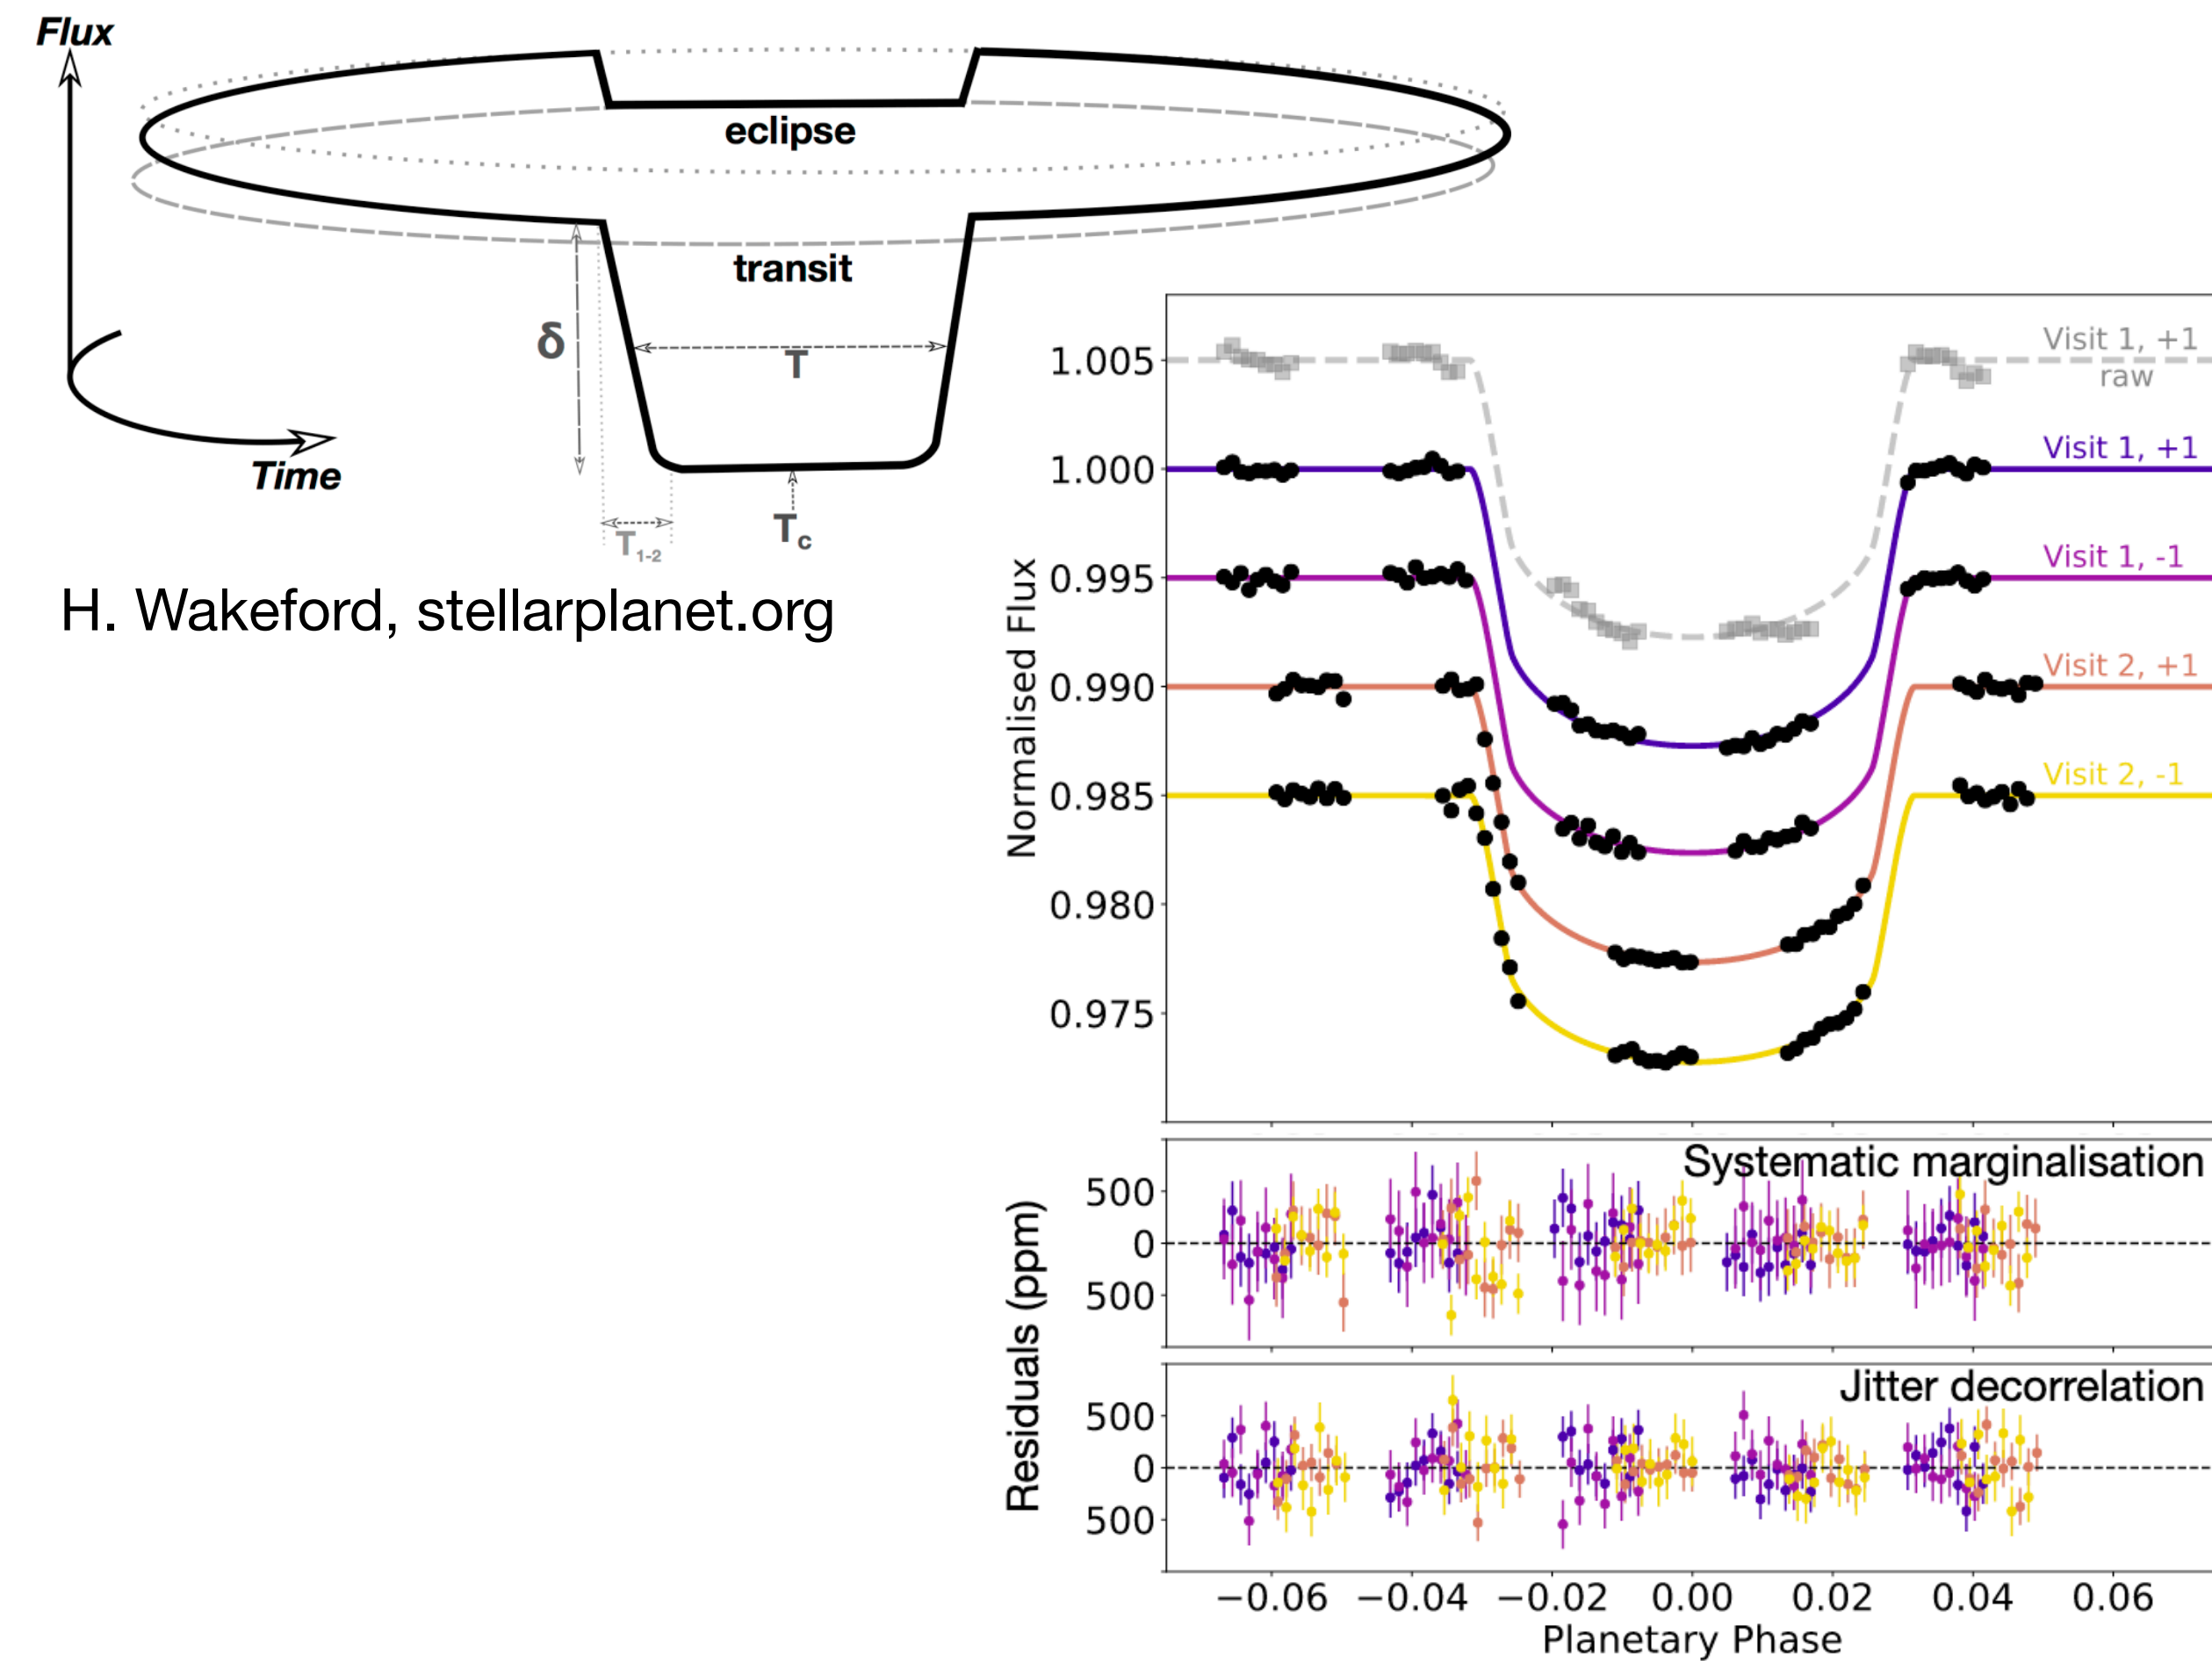 Flux
eclipse
transit
δ
T
Time
Tc
T1-2
H. Wakeford, stellarplanet.org
Normalised Flux
1.005
1.000
0.995
0.990
0.985
0.980
0.975
Visit 1, +1
raw
Visit 1, +1
Visit 1, -1
Visit 2, +1
Visit 2, -1
Residuals (ppm)
Systematic marginalisation
500
0
500
Jitter decorrelation
500
0
500
−0.06 −0.04 −0.02 0.00 0.02 0.04 0.06
Planetary Phase